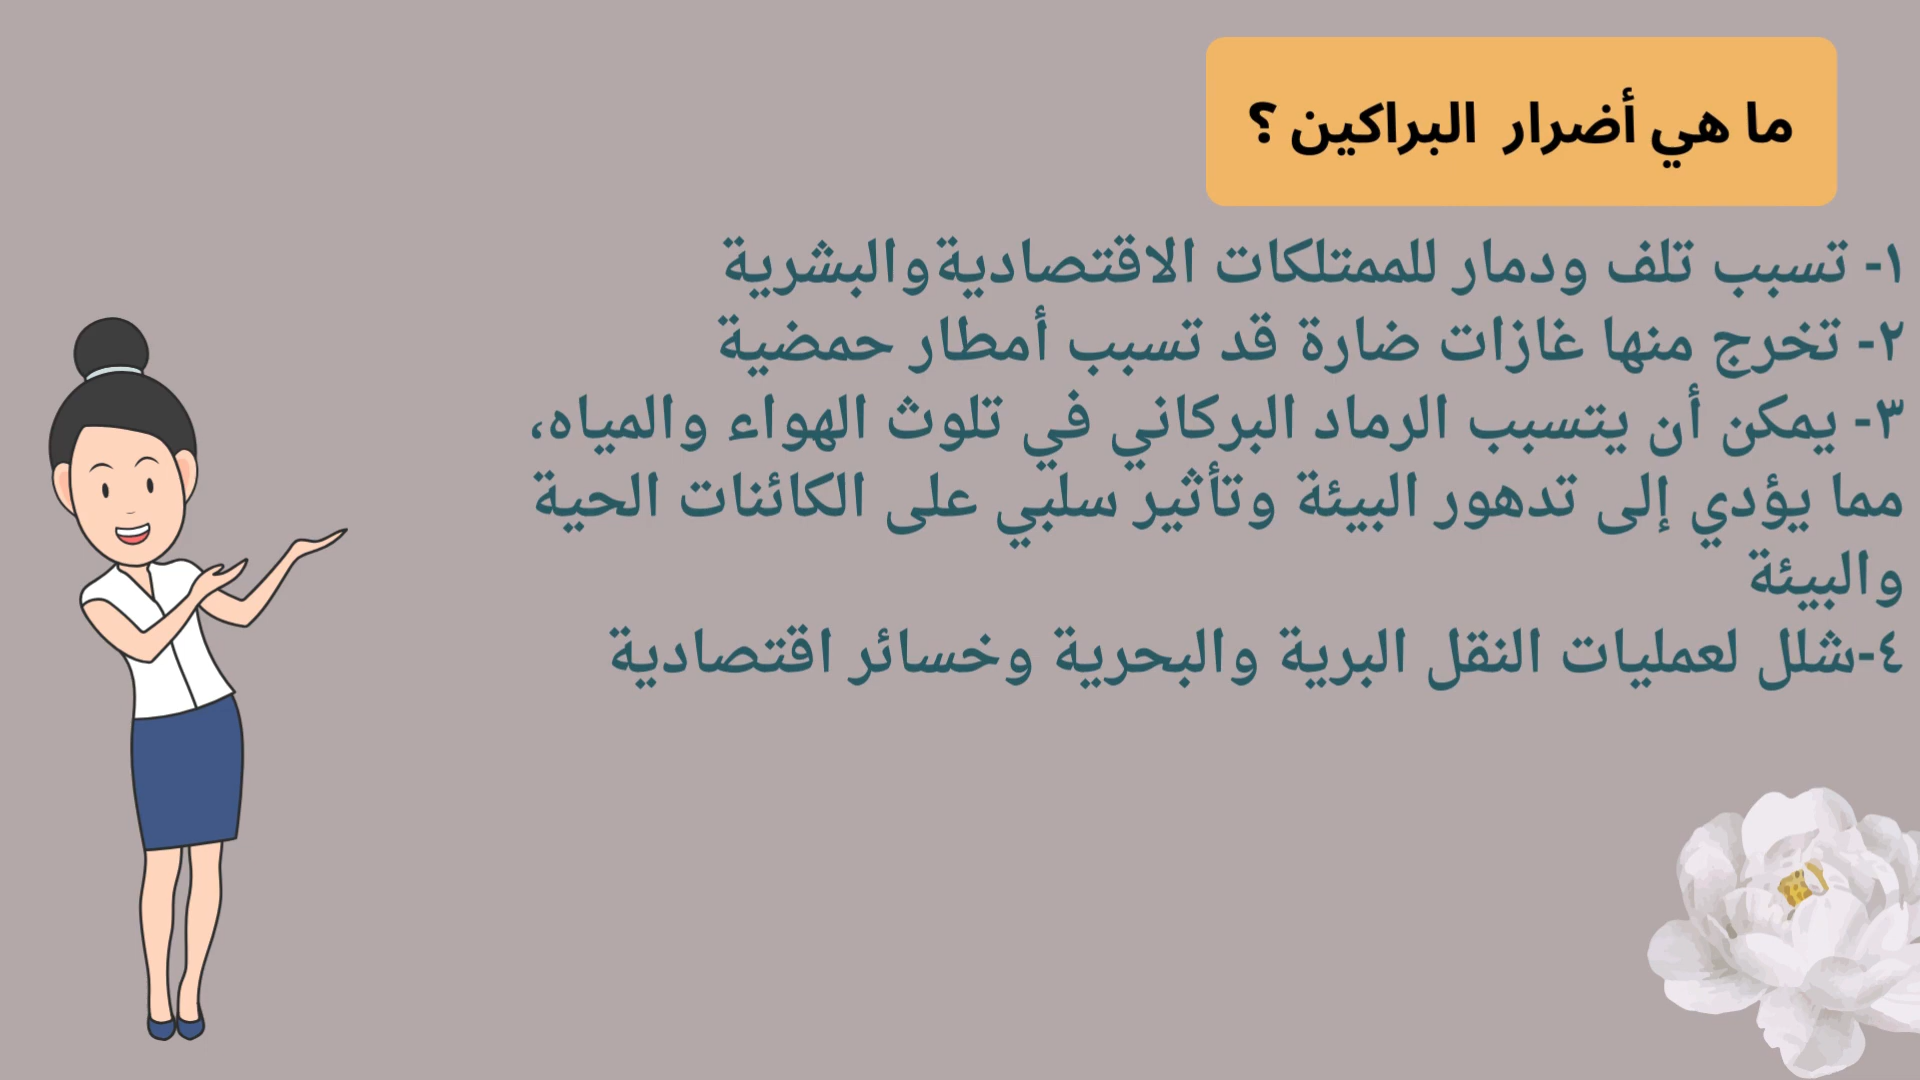 ما هي أضرار البراكين ؟
١- تسبب تلف ودمار للممتلكات الاقتصادية والبشرية
٢- تخرج منها غازات ضارة قد تسبب أمطار حمضية
٣- يمكن أن يتسبب الرماد البركاني في تلوث الهواء والمياه،
مما يؤدي إلى تدهور البيئة وتأثير سلبي على الكائنات الحية
والبيئة
٤-شلل لعمليات النقل البرية والبحرية وخسائر اقتصادية